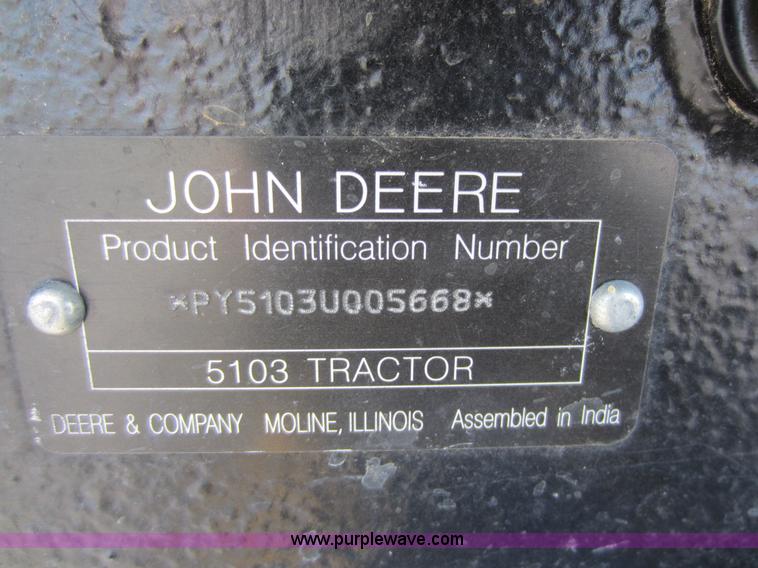 JOHN DEERE
Product Identification Number
*PY5103U005668*
5103 TRACTOR
DEERE & COMPANY MOLINE, ILLINOIS Assembled in India
www.purplewave.com